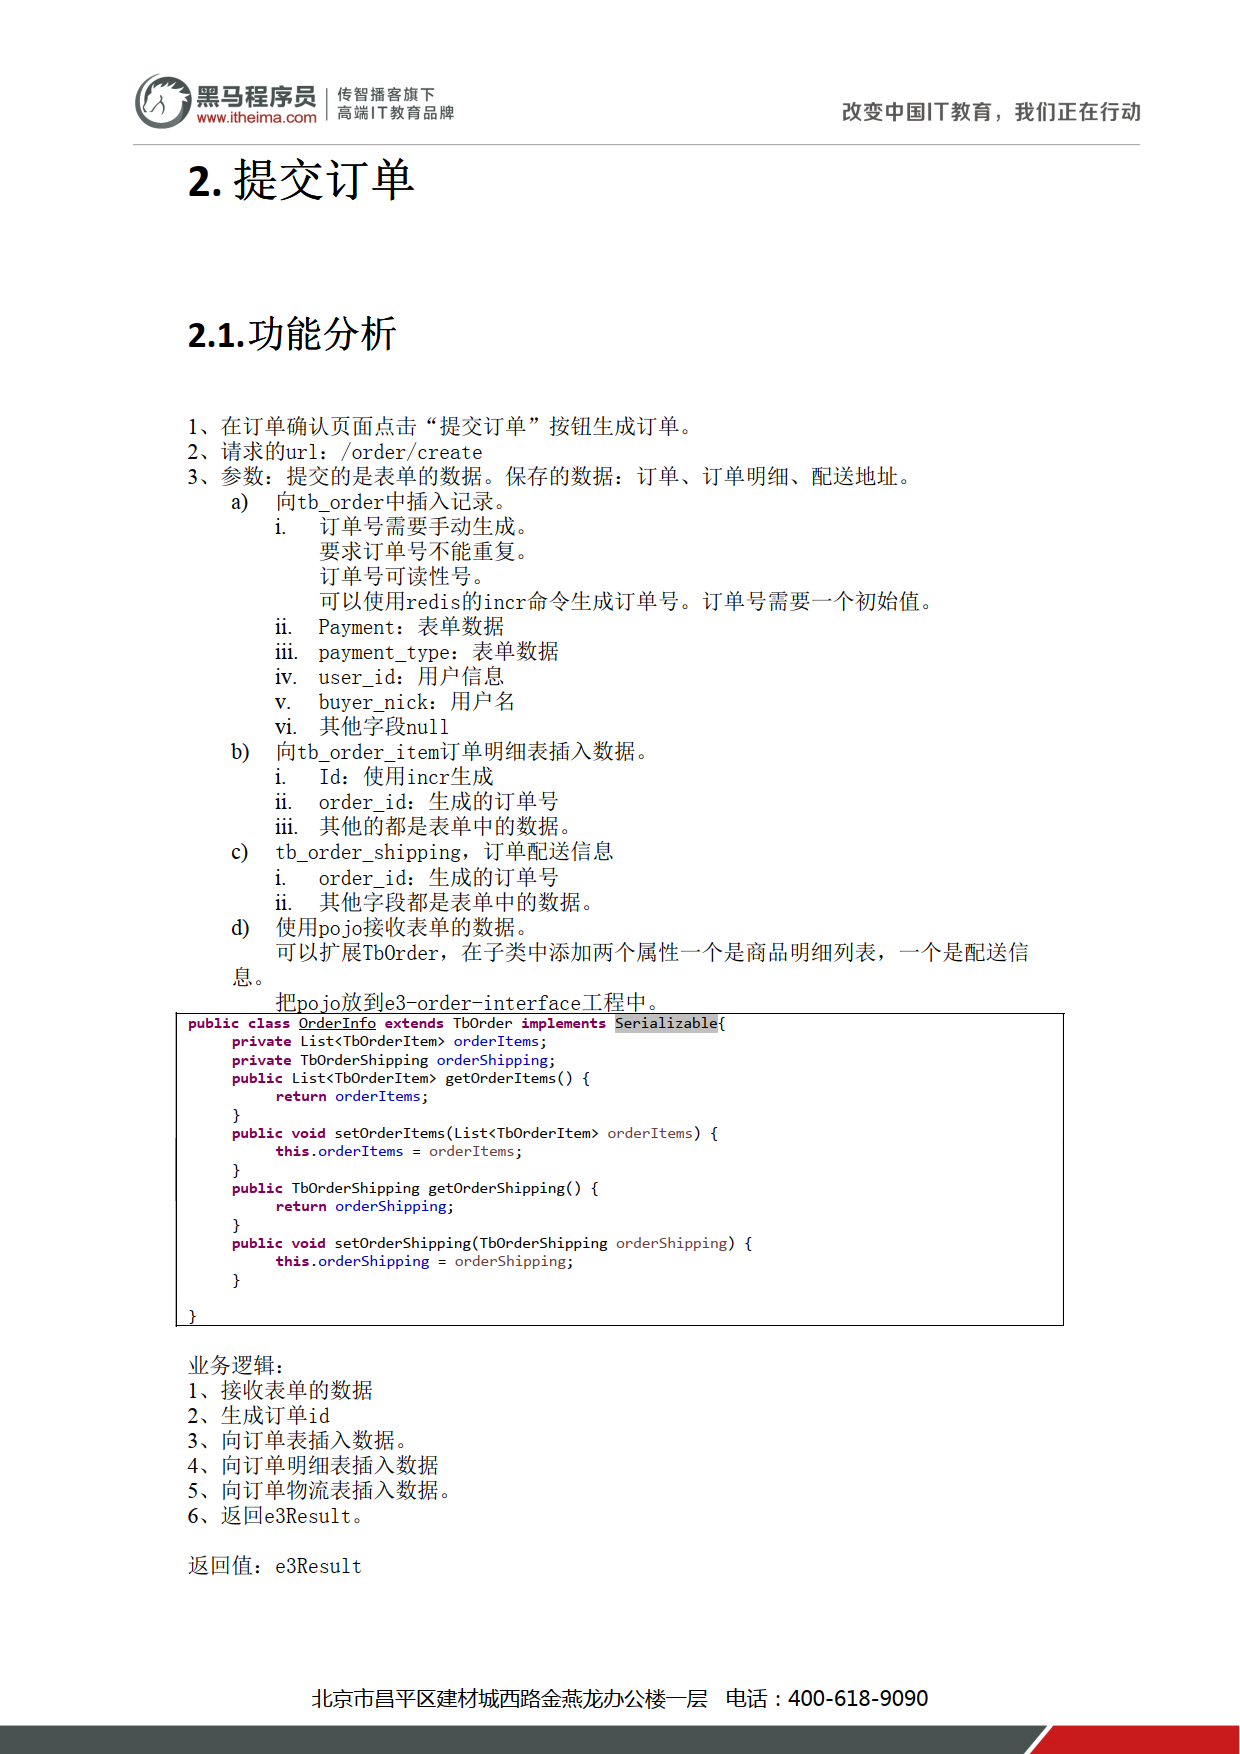 黑马程序员
www.itheima.com
传智播客旗下
高端IT教育品牌
改变中国IT教育，我们正在行动
2. 提交订单
2.1.功能分析
1、在订单确认页面点击“提交订单”按钮生成订单。
2、请求的url：/order/create
3、参数：提交的是表单的数据。保存的数据：订单、订单明细、配送地址。
a) 向tb_order中插入记录。
i. 订单号需要手动生成。
要求订单号不能重复。
订单号可读性号。
可以使用redis的incr命令生成订单号。订单号需要一个初始值。
ii. Payment：表单数据
iii. payment_type：表单数据
iv. user_id：用户信息
v. buyer_nick：用户名
vi. 其他字段null
b) 向tb_order_item订单明细表插入数据。
i. Id：使用incr生成
ii. order_id：生成的订单号
iii. 其他的都是表单中的数据。
c) tb_order_shipping，订单配送信息
i. order_id：生成的订单号
ii. 其他字段都是表单中的数据。
d) 使用pojo接收表单的数据。
可以扩展TbOrder，在子类中添加两个属性一个是商品明细列表，一个是配送信
息。
把pojo放到e3-order-interface工程中。
public class OrderInfo extends TbOrder implements Serializable{
private List<TbOrderItem> orderItems;
private TbOrderShipping orderShipping;
public List<TbOrderItem> getOrderItems() {
return orderItems;
}
public void setOrderItems(List<TbOrderItem> orderItems) {
this.orderItems = orderItems;
}
public TbOrderShipping getOrderShipping() {
return orderShipping;
}
public void setOrderShipping(TbOrderShipping orderShipping) {
this.orderShipping = orderShipping;
}
}
业务逻辑：
1、接收表单的数据
2、生成订单id
3、向订单表插入数据。
4、向订单明细表插入数据
5、向订单物流表插入数据。
6、返回e3Result。
返回值：e3Result
北京市昌平区建材城西路金燕龙办公楼一层 电话：400-618-9090